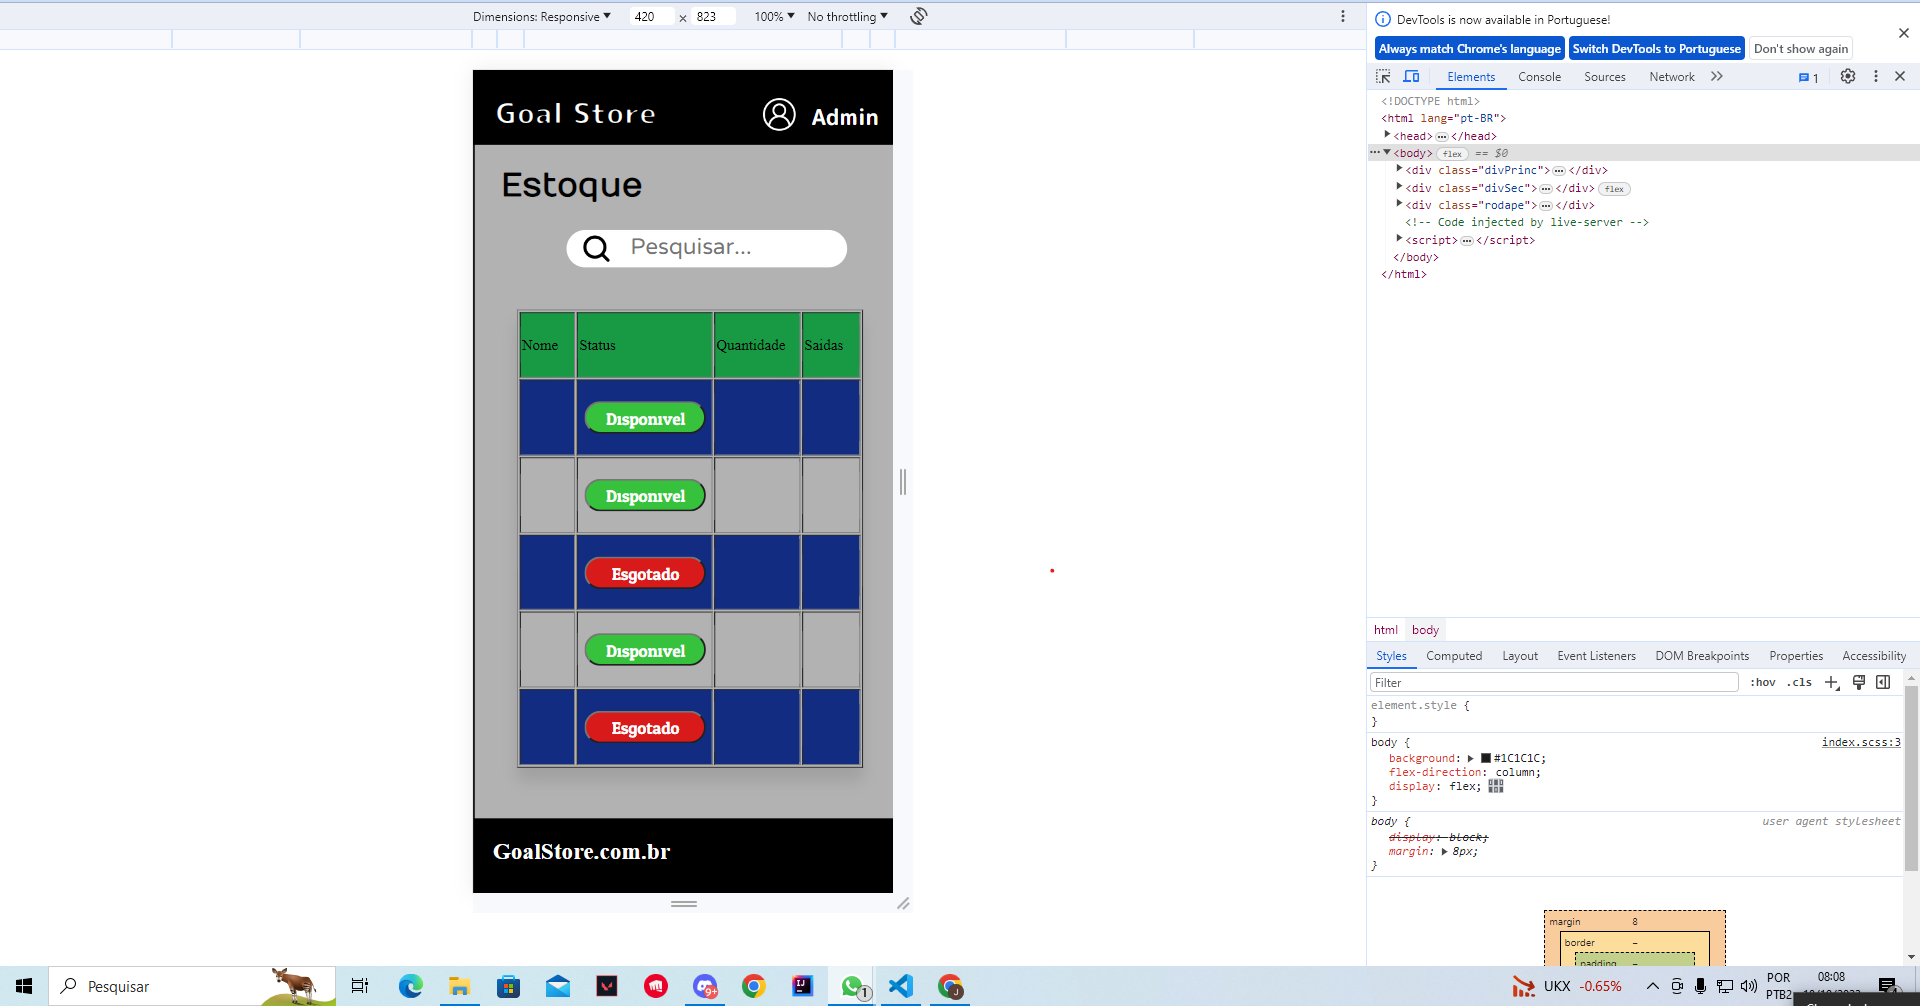 Dimensions: Responsive 420 × 823 100% No throttling
DevTools is now available in Portuguese!
Always match Chrome's language Switch DevTools to Portuguese Don't show again
Elements Console Sources Network 1
<!DOCTYPE html>
<html lang="pt-BR">
<head>…</head>
<body> flex == $0
<div class="divPrinc">…</div>
<div class="divSec">…</div> flex
<div class="rodape">…</div>
<!-- Code injected by live-server -->
<script>…</script>
</body>
</html>
Goal Store Admin
Estoque
Pesquisar...
Nome Status Quantidade Saidas
Disponivel
Disponivel
Esgotado
Disponivel
Esgotado
GoalStore.com.br
html body
Styles Computed Layout Event Listeners DOM Breakpoints Properties Accessibility
Filter :hov .cls
element.style {
}
body { index.scss:3
background: #1C1C1C;
flex-direction: column;
display: flex;
}
body { user agent stylesheet
display: block;
margin: 8px;
}
margin 8
border –
padding –
Pesquisar 9+ 1 J UKX -0.65% POR 08:08
PTB2